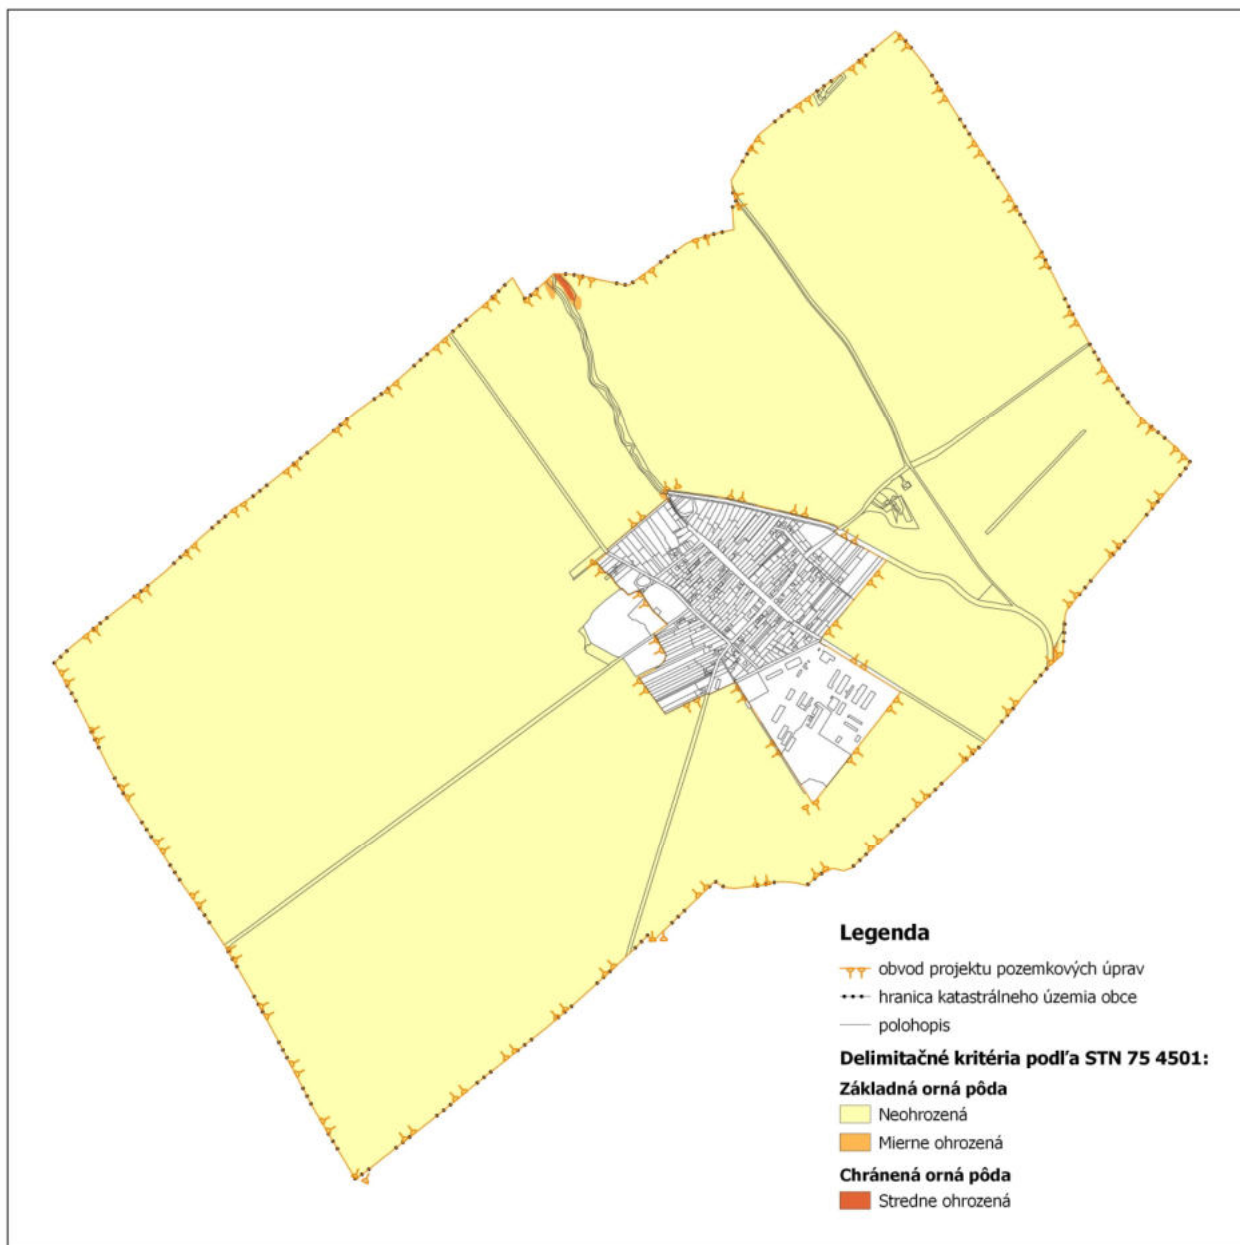 Legenda
obvod projektu pozemkových úprav
hranica katastrálneho územia obce
polohopis
Delimitačné kritéria podľa STN 75 4501:
Základná orná pôda
Neohrozená
Mierne ohrozená
Chránená orná pôda
Stredne ohrozená